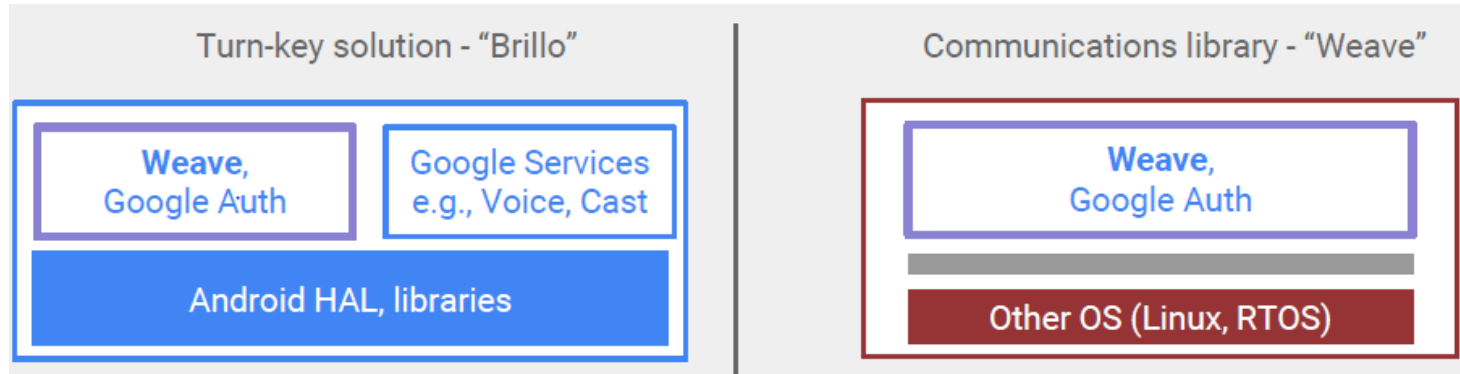 Turn-key solution - “Brillo”
Weave,
Google Auth
Google Services
e.g., Voice, Cast
Android HAL, libraries
Communications library - “Weave”
Weave,
Google Auth
Other OS (Linux, RTOS)